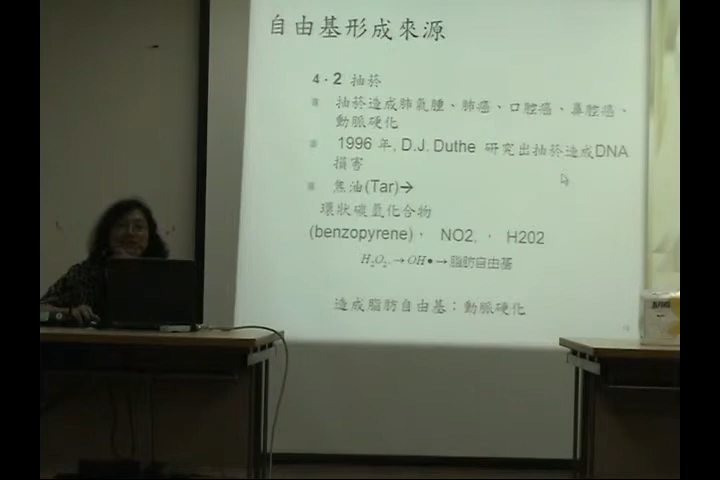 自由基形成來源
4．2 抽菸
抽菸造成肺氣腫、肺癌、口腔癌、鼻腔癌、
動脈硬化
1996 年, D.J. Duthe 研究出抽菸造成DNA
損害
焦油(Tar)→
環狀碳氫化合物
(benzopyrene)， NO2, ， H202
H₂O₂ → OH● → 脂肪自由基
造成脂肪自由基：動脈硬化